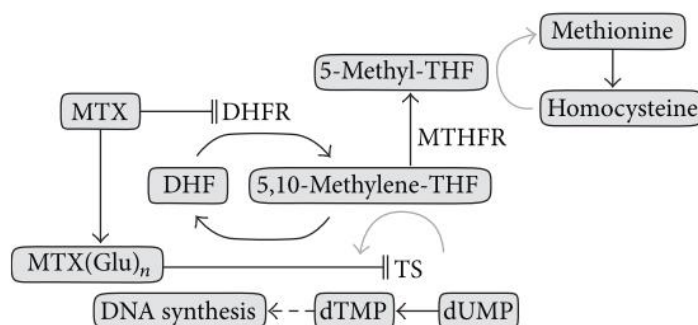 Methionine
5-Methyl-THF
Homocysteine
MTX
DHFR
MTHFR
DHF
5,10-Methylene-THF
MTX(Glu)n
TS
DNA synthesis
dTMP
dUMP